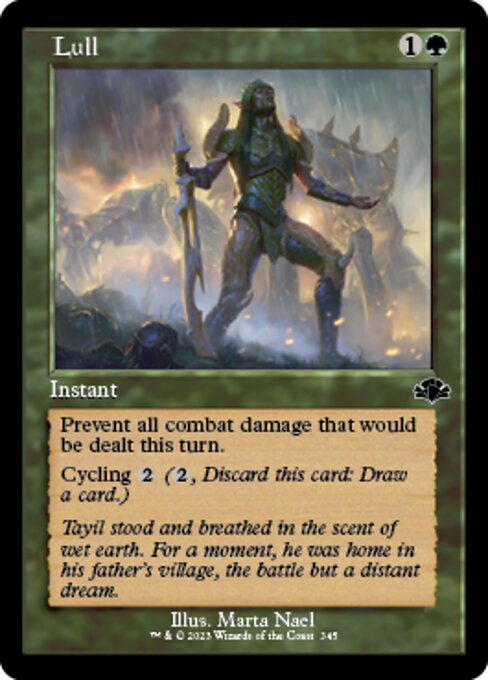 Lull 1
Instant
Prevent all combat damage that would
be dealt this turn.
Cycling 2 (2, Discard this card: Draw
a card.)
Tayil stood and breathed in the scent of
wet earth. For a moment, he was home in
his father's village, the battle but a distant
dream.
Illus. Marta Nael
™ & © 2023 Wizards of the Coast 345